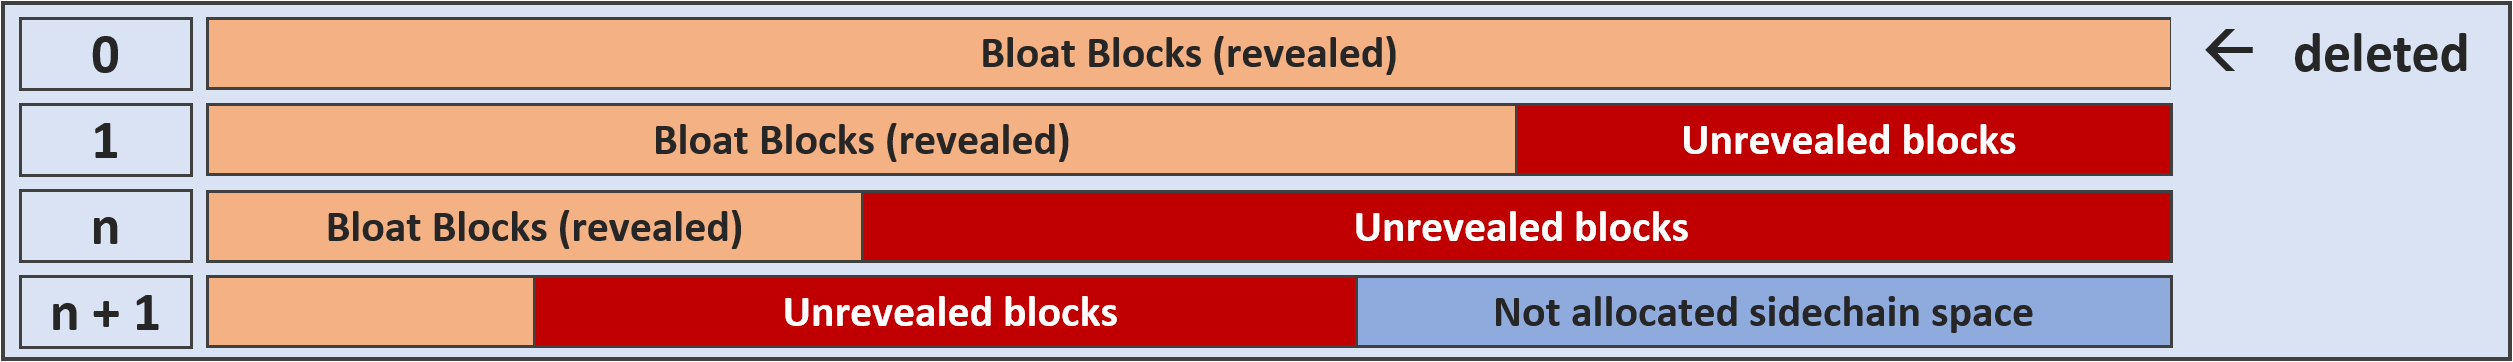 0 Bloat Blocks (revealed) ← deleted
1 Bloat Blocks (revealed) Unrevealed blocks
n Bloat Blocks (revealed) Unrevealed blocks
n + 1 Unrevealed blocks Not allocated sidechain space